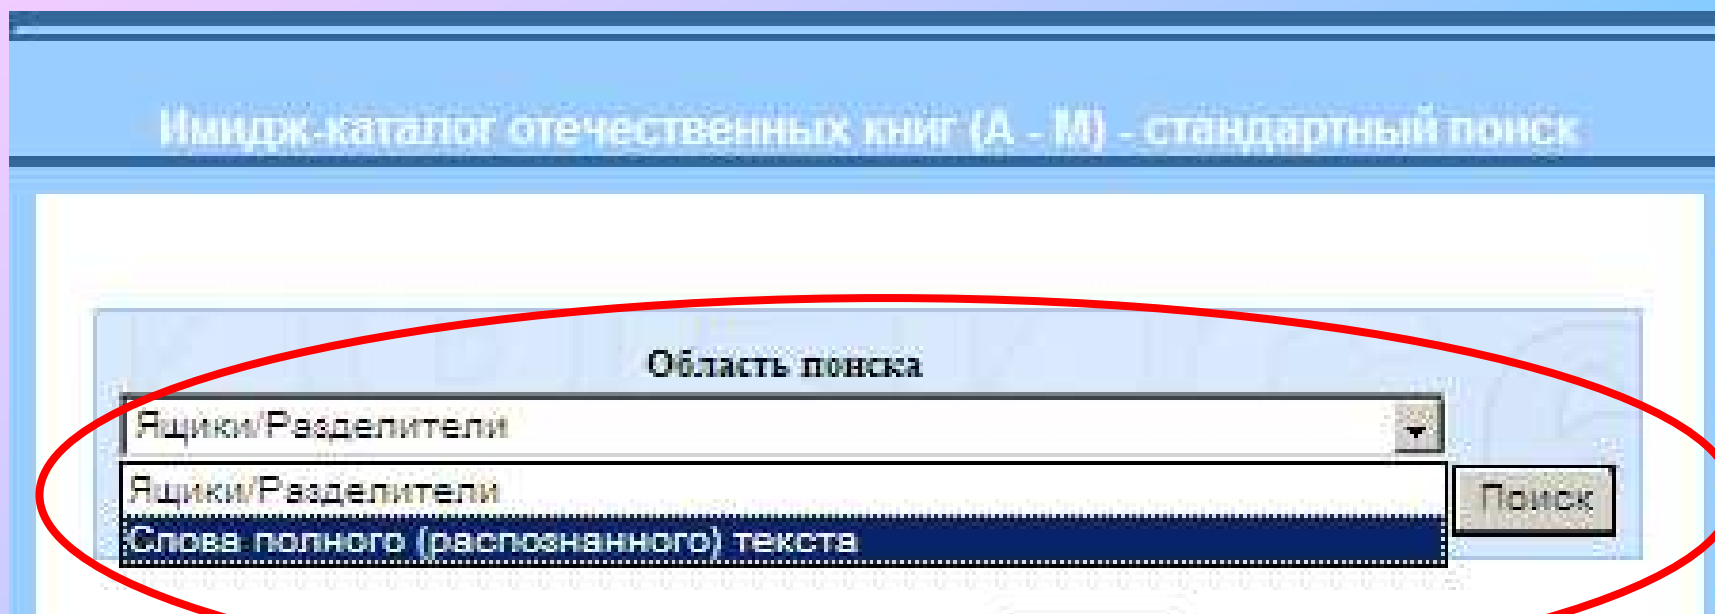 Имидж-каталог отечественных книг (А - М) - стандартный поиск
Область поиска
Ящики/Разделители
Ящики/Разделители
Слова полного (распознанного) текста
Поиск